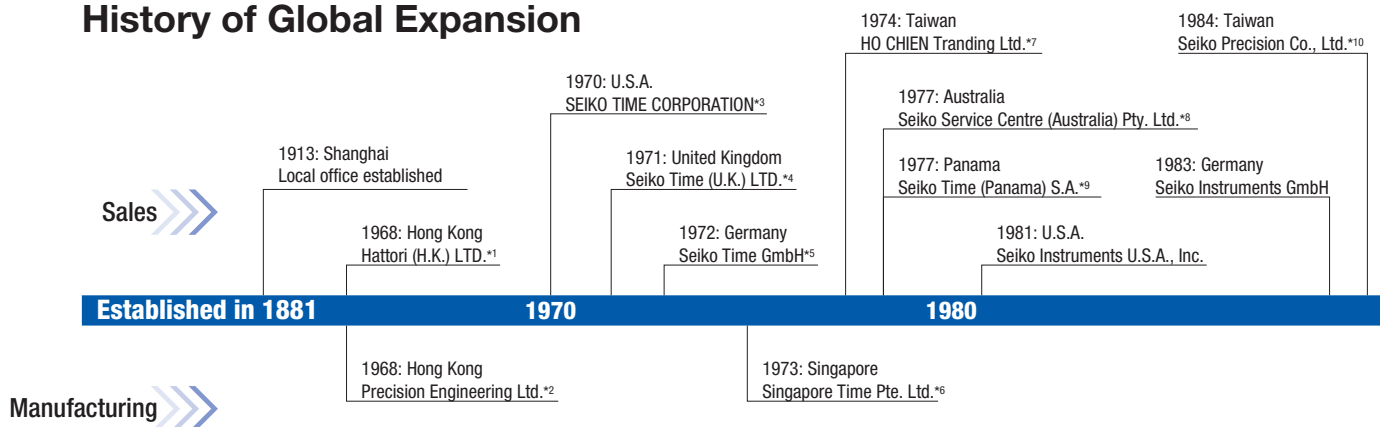 History of Global Expansion
1974: Taiwan
HO CHIEN Tranding Ltd.*7
1984: Taiwan
Seiko Precision Co., Ltd.*10
1970: U.S.A.
SEIKO TIME CORPORATION*3
1977: Australia
Seiko Service Centre (Australia) Pty. Ltd.*8
1913: Shanghai
Local office established
1971: United Kingdom
Seiko Time (U.K.) LTD.*4
1977: Panama
Seiko Time (Panama) S.A.*9
1983: Germany
Seiko Instruments GmbH
Sales
1968: Hong Kong
Hattori (H.K.) LTD.*1
1972: Germany
Seiko Time GmbH*5
1981: U.S.A.
Seiko Instruments U.S.A., Inc.
Established in 1881
1970
1980
1968: Hong Kong
Precision Engineering Ltd.*2
1973: Singapore
Singapore Time Pte. Ltd.*6
Manufacturing